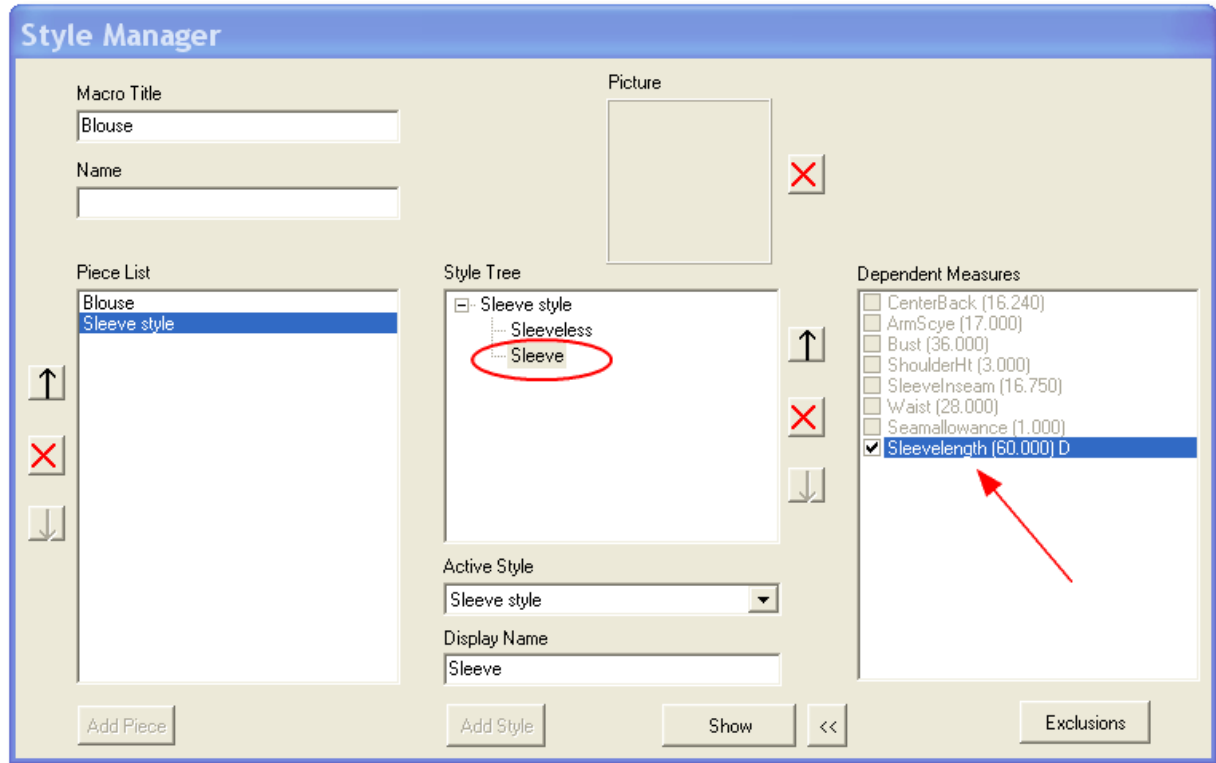 Style Manager
Macro Title
Blouse
Name
Picture
Piece List
Blouse
Sleeve style
Style Tree
Sleeve style
Sleeveless
Sleeve
Active Style
Sleeve style
Display Name
Sleeve
Dependent Measures
CenterBack (16.240)
ArmScye (17.000)
Bust (36.000)
ShoulderHt (3.000)
SleeveInseam (16.750)
Waist (28.000)
Seamallowance (1.000)
Sleevelength (60.000) D
Add Piece
Add Style
Show
<<
Exclusions